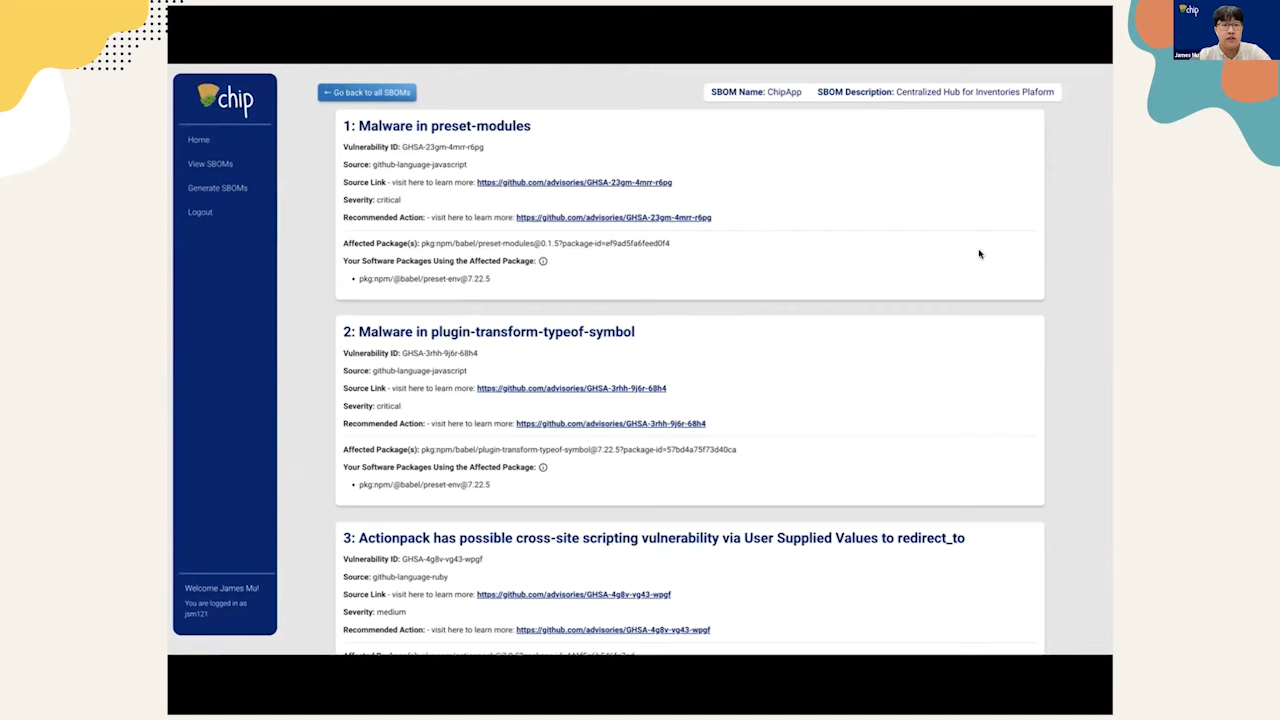 chip
James Mu
chip
Home
View SBOMs
Generate SBOMs
Logout
Welcome James Mu!
You are logged in as
jsm121
← Go back to all SBOMs
SBOM Name: ChipApp SBOM Description: Centralized Hub for Inventories Plaform
1: Malware in preset-modules
Vulnerability ID: GHSA-23gm-4mrr-r6pg
Source: github-language-javascript
Source Link - visit here to learn more: https://github.com/advisories/GHSA-23gm-4mrr-r6pg
Severity: critical
Recommended Action: - visit here to learn more: https://github.com/advisories/GHSA-23gm-4mrr-r6pg
Affected Package(s): pkg:npm/babel/preset-modules@0.1.5?package-id=ef9ad5fa6feed0f4
Your Software Packages Using the Affected Package:
• pkg:npm/@babel/preset-env@7.22.5
2: Malware in plugin-transform-typeof-symbol
Vulnerability ID: GHSA-3rhh-9j6r-68h4
Source: github-language-javascript
Source Link - visit here to learn more: https://github.com/advisories/GHSA-3rhh-9j6r-68h4
Severity: critical
Recommended Action: - visit here to learn more: https://github.com/advisories/GHSA-3rhh-9j6r-68h4
Affected Package(s): pkg:npm/babel/plugin-transform-typeof-symbol@7.22.5?package-id=57bd4a75f73d40ca
Your Software Packages Using the Affected Package:
• pkg:npm/@babel/preset-env@7.22.5
3: Actionpack has possible cross-site scripting vulnerability via User Supplied Values to redirect_to
Vulnerability ID: GHSA-4g8v-vg43-wpgf
Source: github-language-ruby
Source Link - visit here to learn more: https://github.com/advisories/GHSA-4g8v-vg43-wpgf
Severity: medium
Recommended Action: - visit here to learn more: https://github.com/advisories/GHSA-4g8v-vg43-wpgf